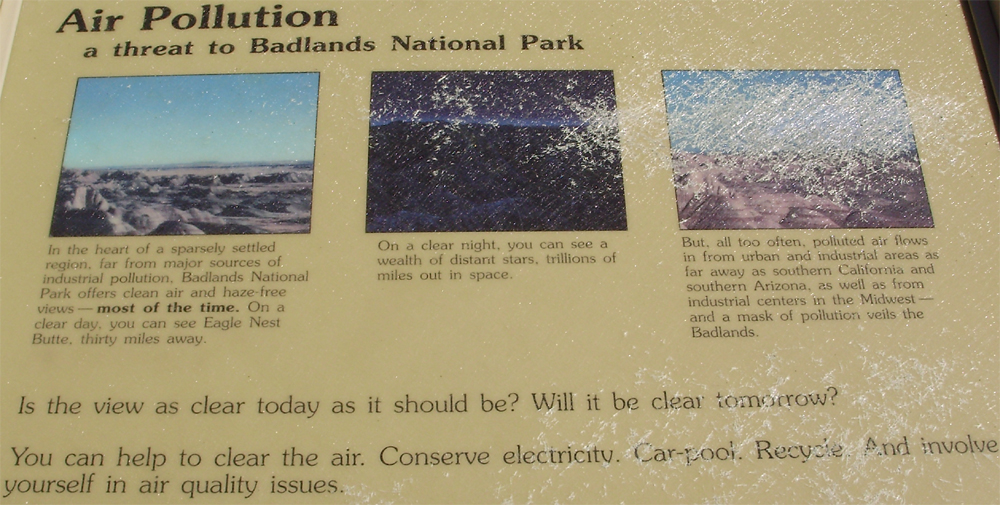 Air Pollution
a threat to Badlands National Park
In the heart of a sparsely settled
region, far from major sources of
industrial pollution, Badlands National
Park offers clean air and haze-free
views — most of the time. On a
clear day, you can see Eagle Nest
Butte, thirty miles away.
On a clear night, you can see a
wealth of distant stars, trillions of
miles out in space.
But, all too often, polluted air flows
in from urban and industrial areas as
far away as southern California and
southern Arizona, as well as from
industrial centers in the Midwest —
and a mask of pollution veils the
Badlands.
Is the view as clear today as it should be? Will it be clear tomorrow?
You can help to clear the air. Conserve electricity. Car-pool. Recycle. And involve
yourself in air quality issues.